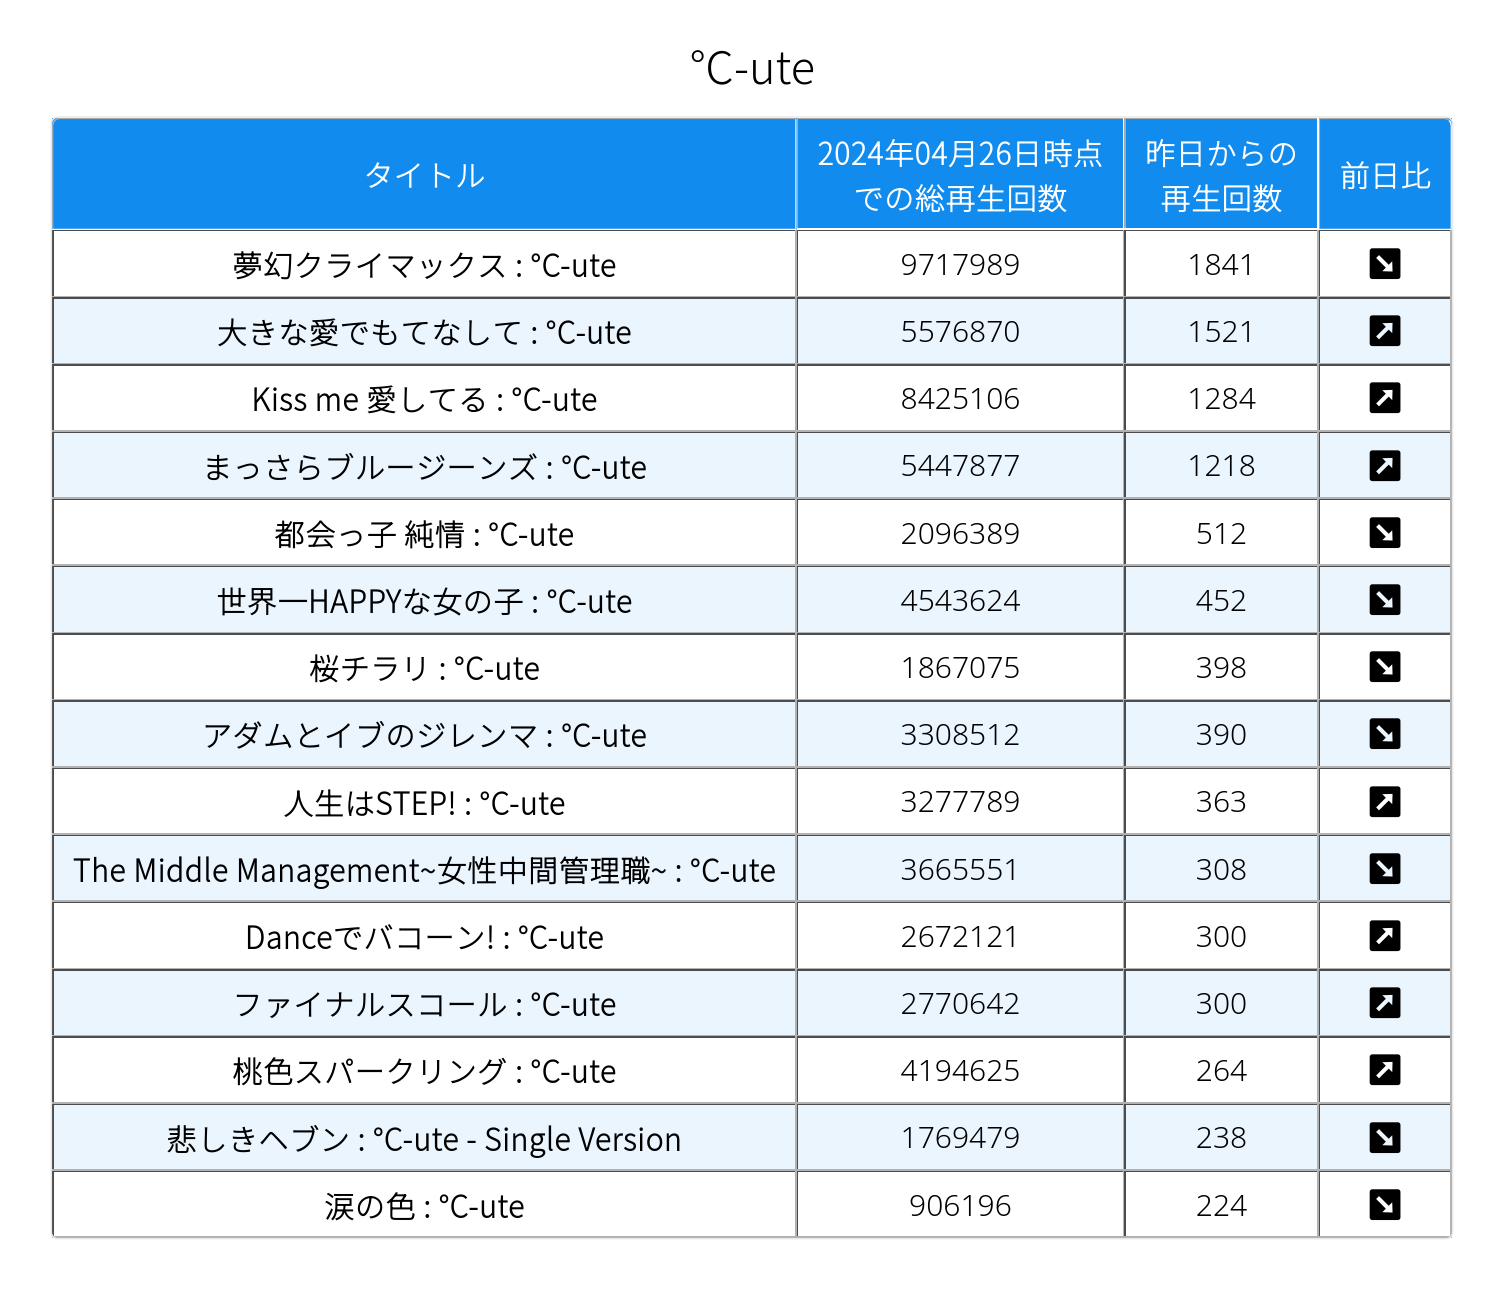 ℃-ute
タイトル
2024年04月26日時点
での総再生回数
昨日からの
再生回数
前日比
夢幻クライマックス : ℃-ute 9717989 1841
大きな愛でもてなして : ℃-ute 5576870 1521
Kiss me 愛してる : ℃-ute 8425106 1284
まっさらブルージーンズ : ℃-ute 5447877 1218
都会っ子 純情 : ℃-ute 2096389 512
世界一HAPPYな女の子 : ℃-ute 4543624 452
桜チラリ : ℃-ute 1867075 398
アダムとイブのジレンマ : ℃-ute 3308512 390
人生はSTEP! : ℃-ute 3277789 363
The Middle Management~女性中間管理職~ : ℃-ute 3665551 308
Danceでバコーン! : ℃-ute 2672121 300
ファイナルスコール : ℃-ute 2770642 300
桃色スパークリング : ℃-ute 4194625 264
悲しきヘブン : ℃-ute - Single Version 1769479 238
涙の色 : ℃-ute 906196 224